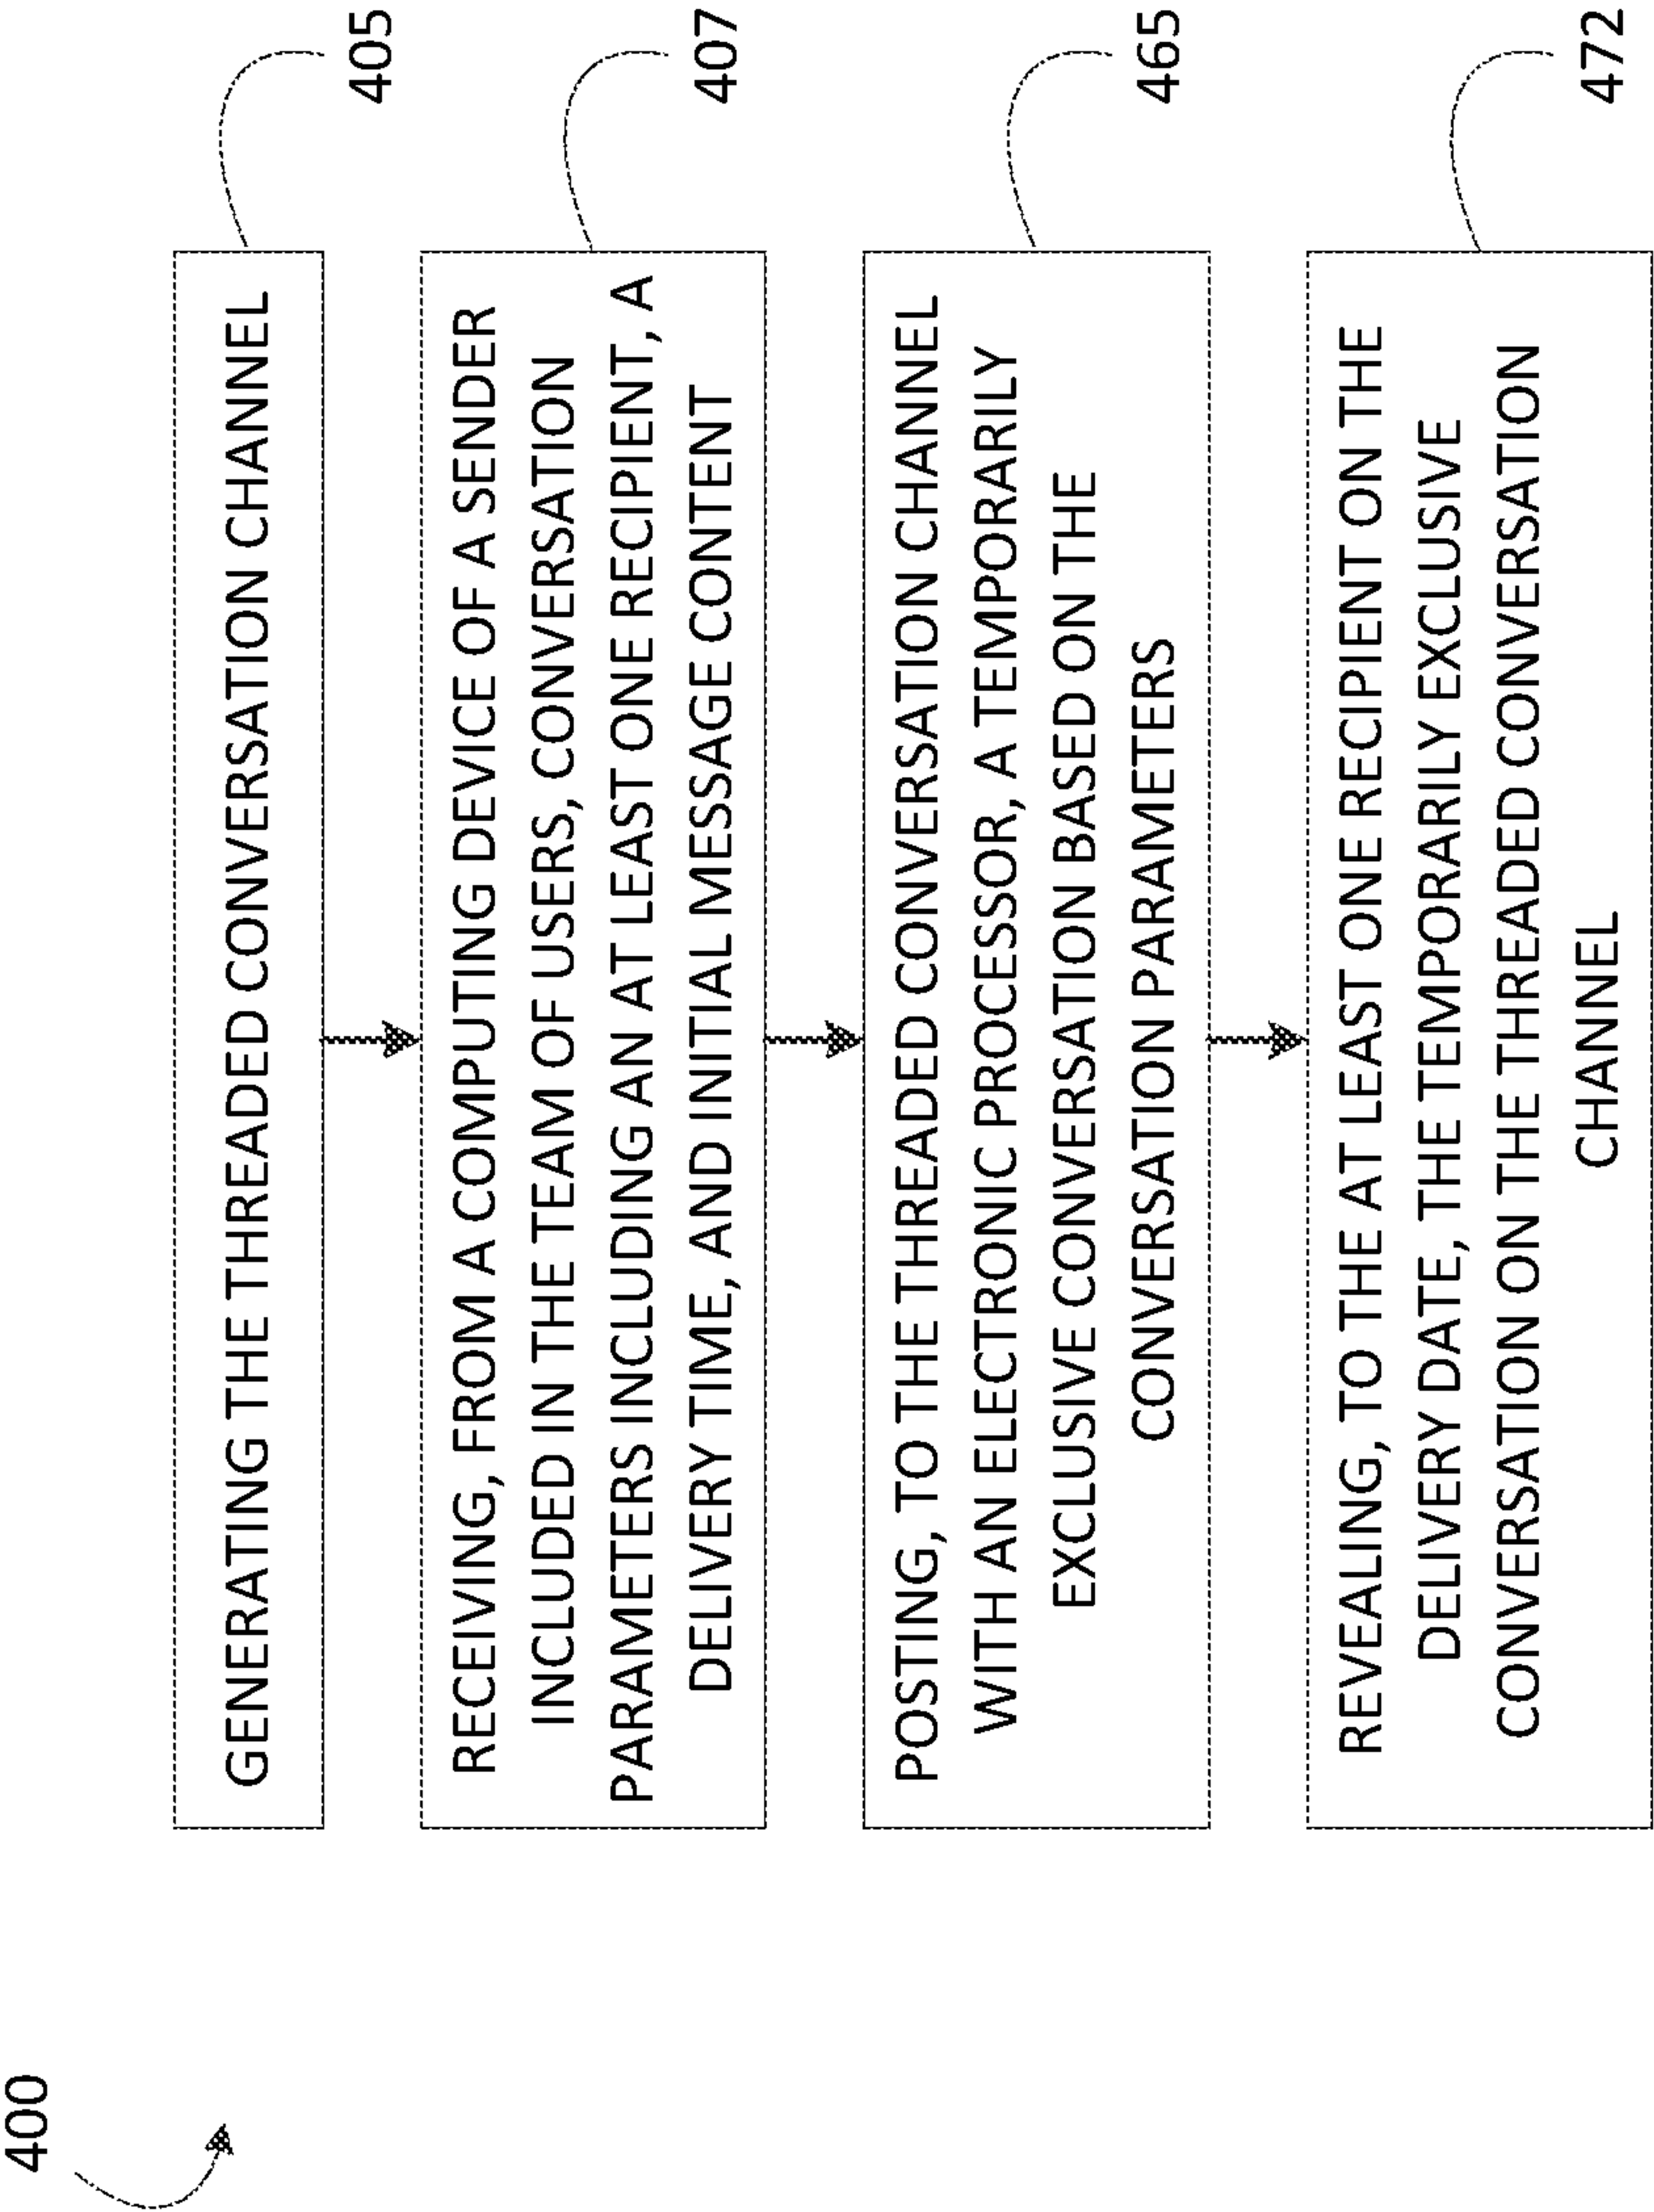 400
GENERATING THE THREADED CONVERSATION CHANNEL
405
RECEIVING, FROM A COMPUTING DEVICE OF A SENDER
INCLUDED IN THE TEAM OF USERS, CONVERSATION
PARAMETERS INCLUDING AN AT LEAST ONE RECIPIENT, A
DELIVERY TIME, AND INITIAL MESSAGE CONTENT
407
POSTING, TO THE THREADED CONVERSATION CHANNEL
WITH AN ELECTRONIC PROCESSOR, A TEMPORARILY
EXCLUSIVE CONVERSATION BASED ON THE
CONVERSATION PARAMETERS
465
REVEALING, TO THE AT LEAST ONE RECIPIENT ON THE
DELIVERY DATE, THE TEMPORARILY EXCLUSIVE
CONVERSATION ON THE THREADED CONVERSATION
CHANNEL
472